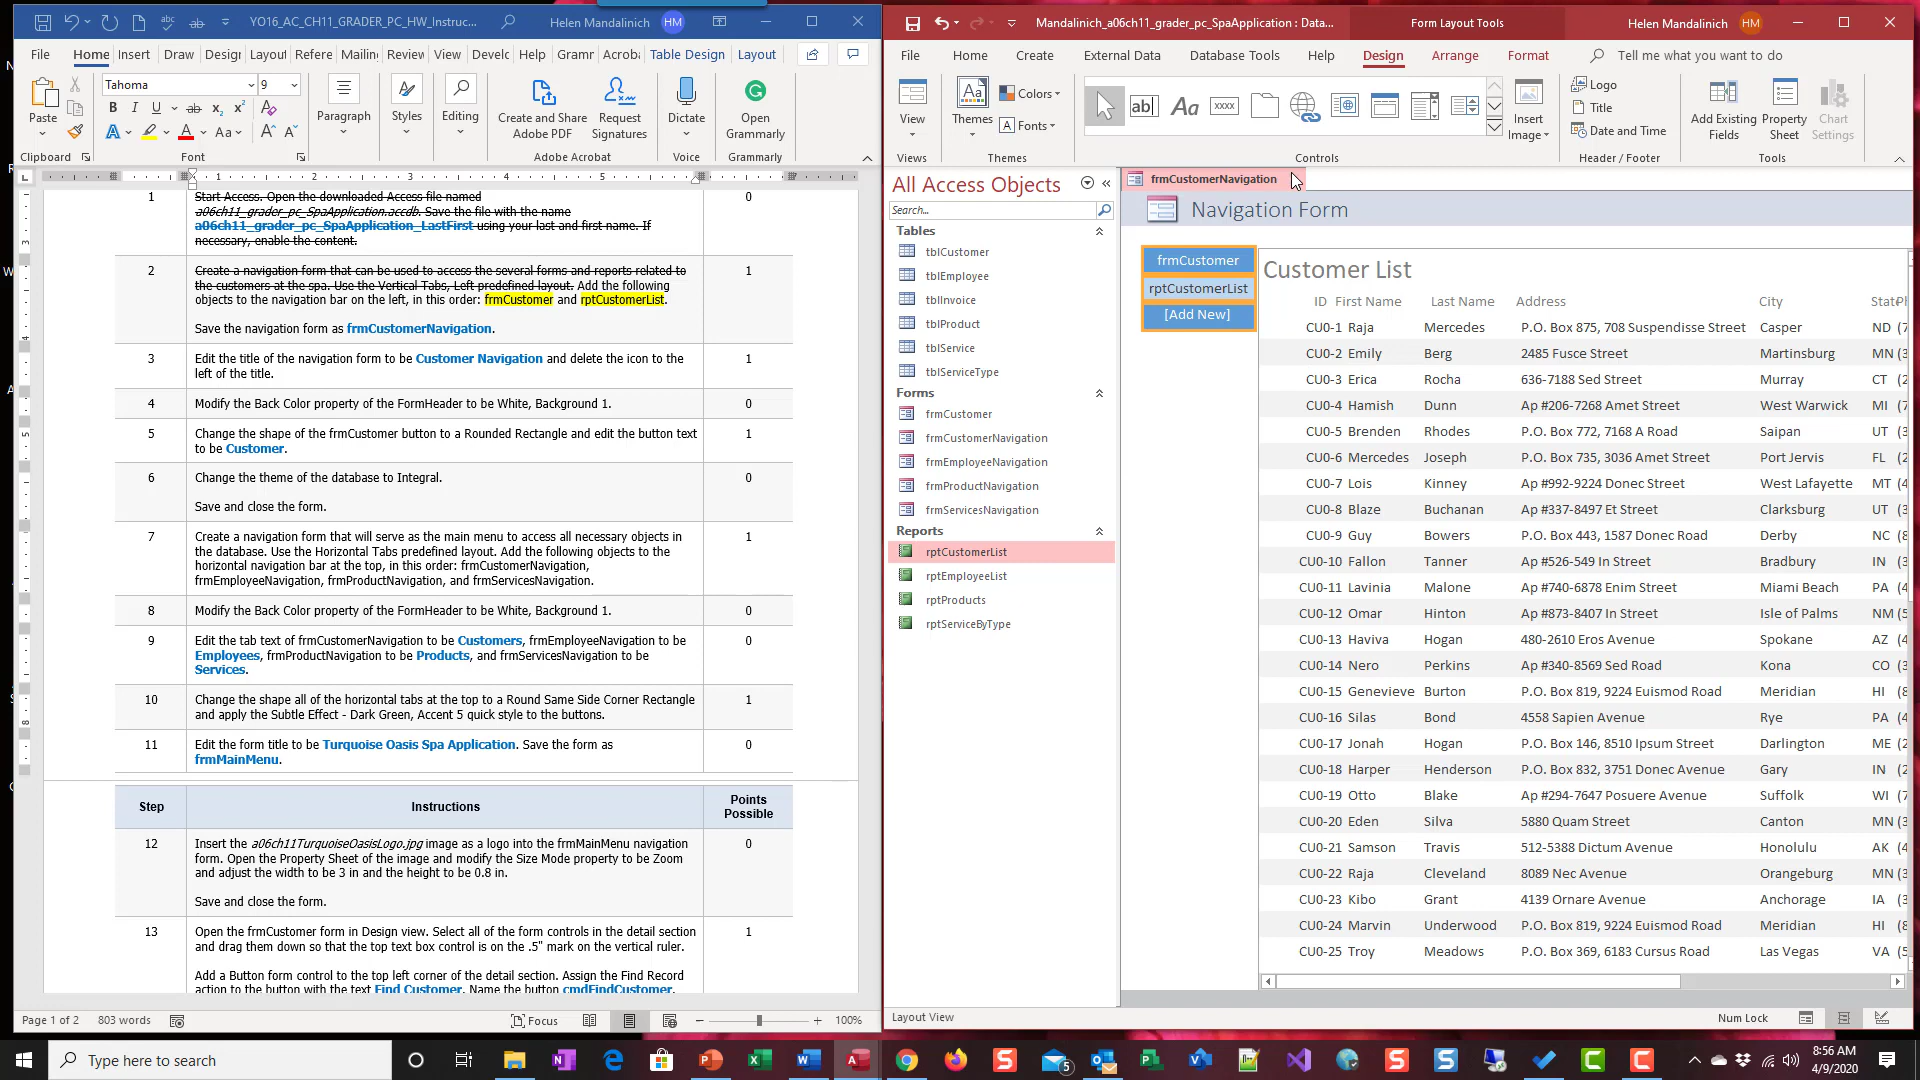 YO16_AC_CH11_GRADER_PC_HW_Instruc...
Helen Mandalinich HM
File Home Insert Draw Design Layout Refere Mailing Review View Develo Help Gramm Acroba Table Design Layout
Tahoma 9
Paste
Paragraph
Styles
Editing
Create and Share
Adobe PDF
Request
Signatures
Dictate
Open
Grammarly
Clipboard Font Adobe Acrobat Voice Grammarly
1 Start Access. Open the downloaded Access file named 0
a06ch11_grader_pc_SpaApplication.accdb. Save the file with the name
a06ch11_grader_pc_SpaApplication_LastFirst using your last and first name. If
necessary, enable the content.
2 Create a navigation form that can be used to access the several forms and reports related to 1
the customers at the spa. Use the Vertical Tabs, Left predefined layout. Add the following
objects to the navigation bar on the left, in this order: frmCustomer and rptCustomerList.
Save the navigation form as frmCustomerNavigation.
3 Edit the title of the navigation form to be Customer Navigation and delete the icon to the 1
left of the title.
4 Modify the Back Color property of the FormHeader to be White, Background 1. 0
5 Change the shape of the frmCustomer button to a Rounded Rectangle and edit the button text 1
to be Customer.
6 Change the theme of the database to Integral. 0
Save and close the form.
7 Create a navigation form that will serve as the main menu to access all necessary objects in 1
the database. Use the Horizontal Tabs predefined layout. Add the following objects to the
horizontal navigation bar at the top, in this order: frmCustomerNavigation,
frmEmployeeNavigation, frmProductNavigation, and frmServicesNavigation.
8 Modify the Back Color property of the FormHeader to be White, Background 1. 0
9 Edit the tab text of frmCustomerNavigation to be Customers, frmEmployeeNavigation to be 0
Employees, frmProductNavigation to be Products, and frmServicesNavigation to be
Services.
10 Change the shape all of the horizontal tabs at the top to a Round Same Side Corner Rectangle 1
and apply the Subtle Effect - Dark Green, Accent 5 quick style to the buttons.
11 Edit the form title to be Turquoise Oasis Spa Application. Save the form as 0
frmMainMenu.
Step Instructions Points
Possible
12 Insert the a06ch11TurquoiseOasisLogo.jpg image as a logo into the frmMainMenu navigation 0
form. Open the Property Sheet of the image and modify the Size Mode property to be Zoom
and adjust the width to be 3 in and the height to be 0.8 in.
Save and close the form.
13 Open the frmCustomer form in Design view. Select all of the form controls in the detail section 1
and drag them down so that the top text box control is on the .5" mark on the vertical ruler.
Add a Button form control to the top left corner of the detail section. Assign the Find Record
action to the button with the text Find Customer. Name the button cmdFindCustomer.
Page 1 of 2 803 words Focus 100%
Mandalinich_a06ch11_grader_pc_SpaApplication : Data... Form Layout Tools Helen Mandalinich HM
File Home Create External Data Database Tools Help Design Arrange Format Tell me what you want to do
View
Themes
Colors
Fonts
Insert
Image
Logo
Title
Date and Time
Add Existing
Fields
Property
Sheet
Chart
Settings
Views Themes Controls Header / Footer Tools
All Access Objects
Search...
Tables
tblCustomer
tblEmployee
tblInvoice
tblProduct
tblService
tblServiceType
Forms
frmCustomer
frmCustomerNavigation
frmEmployeeNavigation
frmProductNavigation
frmServicesNavigation
Reports
rptCustomerList
rptEmployeeList
rptProducts
rptServiceByType
frmCustomerNavigation
Navigation Form
frmCustomer
rptCustomerList
[Add New]
Customer List
ID First Name Last Name Address City State Ph
CU0-1 Raja Mercedes P.O. Box 875, 708 Suspendisse Street Casper ND (7
CU0-2 Emily Berg 2485 Fusce Street Martinsburg MN (3
CU0-3 Erica Rocha 636-7188 Sed Street Murray CT (2
CU0-4 Hamish Dunn Ap #206-7268 Amet Street West Warwick MI (7
CU0-5 Brenden Rhodes P.O. Box 772, 7168 A Road Saipan UT (3
CU0-6 Mercedes Joseph P.O. Box 735, 3036 Amet Street Port Jervis FL (2
CU0-7 Lois Kinney Ap #992-9224 Donec Street West Lafayette MT (4
CU0-8 Blaze Buchanan Ap #337-8497 Et Street Clarksburg UT (3
CU0-9 Guy Bowers P.O. Box 443, 1587 Donec Road Derby NC (8
CU0-10 Fallon Tanner Ap #526-549 In Street Bradbury IN (3
CU0-11 Lavinia Malone Ap #740-6878 Enim Street Miami Beach PA (4
CU0-12 Omar Hinton Ap #873-8407 In Street Isle of Palms NM (5
CU0-13 Haviva Hogan 480-2610 Eros Avenue Spokane AZ (4
CU0-14 Nero Perkins Ap #340-8569 Sed Road Kona CO (3
CU0-15 Genevieve Burton P.O. Box 819, 9224 Euismod Road Meridian HI (8
CU0-16 Silas Bond 4558 Sapien Avenue Rye PA (4
CU0-17 Jonah Hogan P.O. Box 146, 8510 Ipsum Street Darlington ME (2
CU0-18 Harper Henderson P.O. Box 832, 3751 Donec Avenue Gary IN (2
CU0-19 Otto Blake Ap #294-7647 Posuere Avenue Suffolk WI (7
CU0-20 Eden Silva 5880 Quam Street Canton MN (3
CU0-21 Samson Travis 512-5388 Dictum Avenue Honolulu AK (4
CU0-22 Raja Cleveland 8089 Nec Avenue Orangeburg MN (3
CU0-23 Kibo Grant 4139 Ornare Avenue Anchorage IA (3
CU0-24 Marvin Underwood P.O. Box 819, 9224 Euismod Road Meridian HI (8
CU0-25 Troy Meadows P.O. Box 369, 6183 Cursus Road Las Vegas VA (5
Layout View Num Lock
Type here to search
8:56 AM
4/9/2020